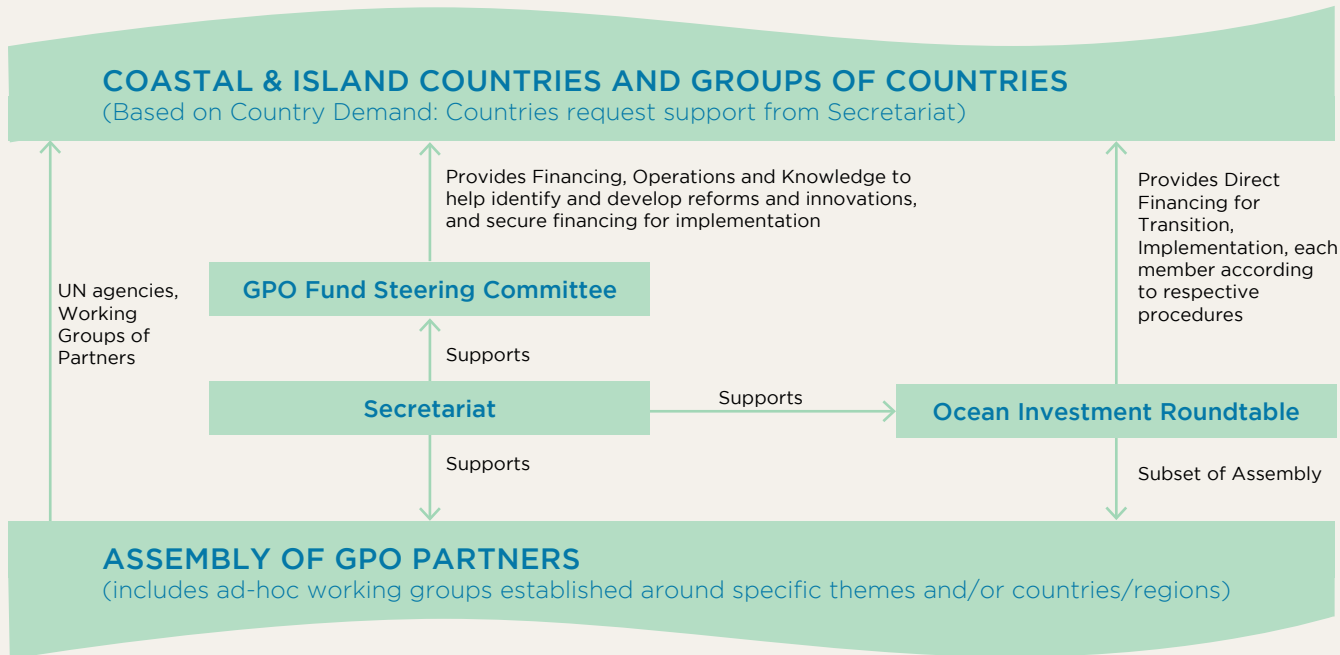 COASTAL & ISLAND COUNTRIES AND GROUPS OF COUNTRIES
(Based on Country Demand: Countries request support from Secretariat)
Provides Financing, Operations and Knowledge to
help identify and develop reforms and innovations,
and secure financing for implementation
Provides Direct
Financing for
Transition,
Implementation, each
member according
to respective
procedures
UN agencies,
Working
Groups of
Partners
GPO Fund Steering Committee
Supports
Secretariat
Supports
Ocean Investment Roundtable
Supports
Subset of Assembly
ASSEMBLY OF GPO PARTNERS
(includes ad-hoc working groups established around specific themes and/or countries/regions)